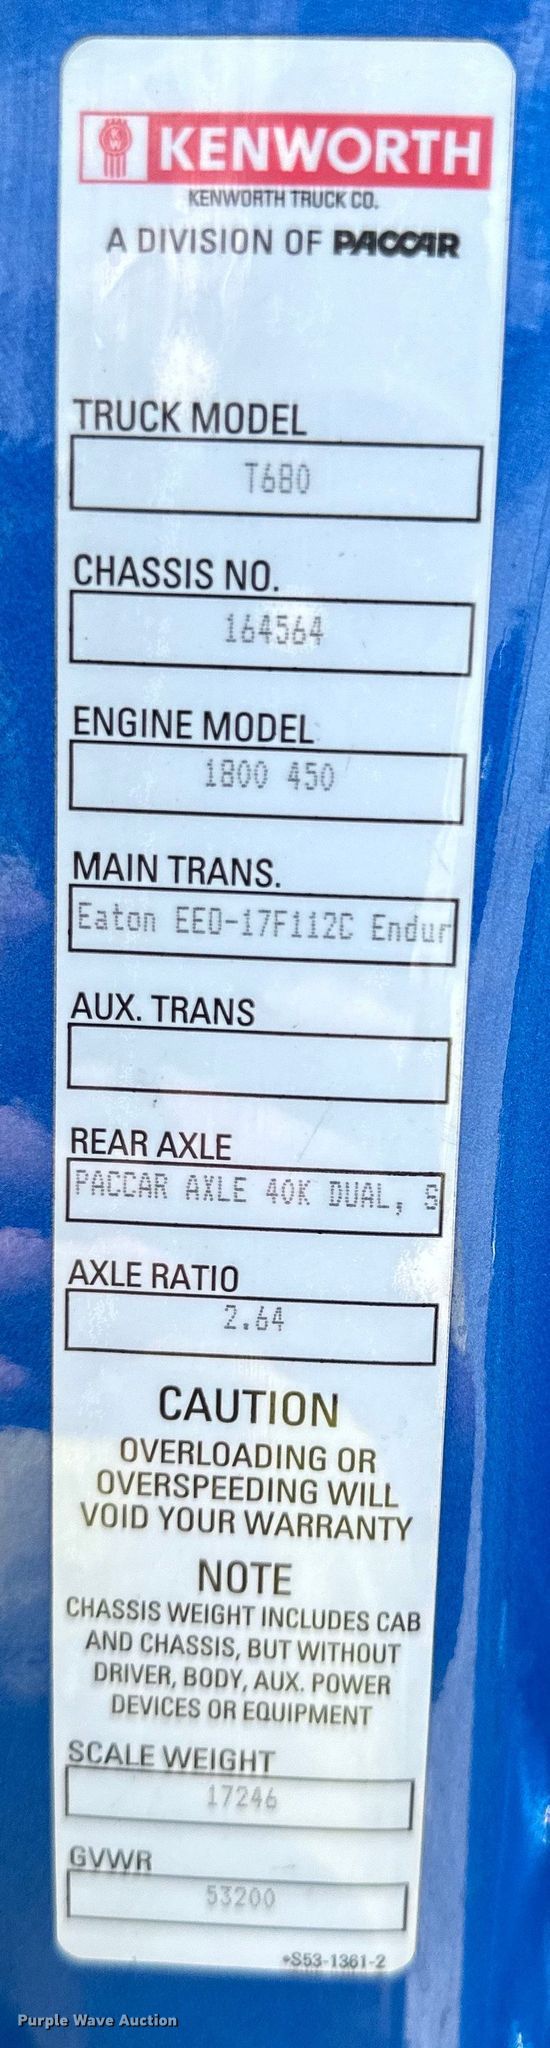 KW
KENWORTH
KENWORTH TRUCK CO.
A DIVISION OF PACCAR
TRUCK MODEL
T680
CHASSIS NO.
164564
ENGINE MODEL
1800 450
MAIN TRANS.
Eaton EEO-17F112C Endur
AUX. TRANS
REAR AXLE
PACCAR AXLE 40K DUAL, S
AXLE RATIO
2.64
CAUTION
OVERLOADING OR
OVERSPEEDING WILL
VOID YOUR WARRANTY
NOTE
CHASSIS WEIGHT INCLUDES CAB
AND CHASSIS, BUT WITHOUT
DRIVER, BODY, AUX. POWER
DEVICES OR EQUIPMENT
SCALE WEIGHT
17246
GVWR
53200
•S53-1361-2
Purple Wave Auction